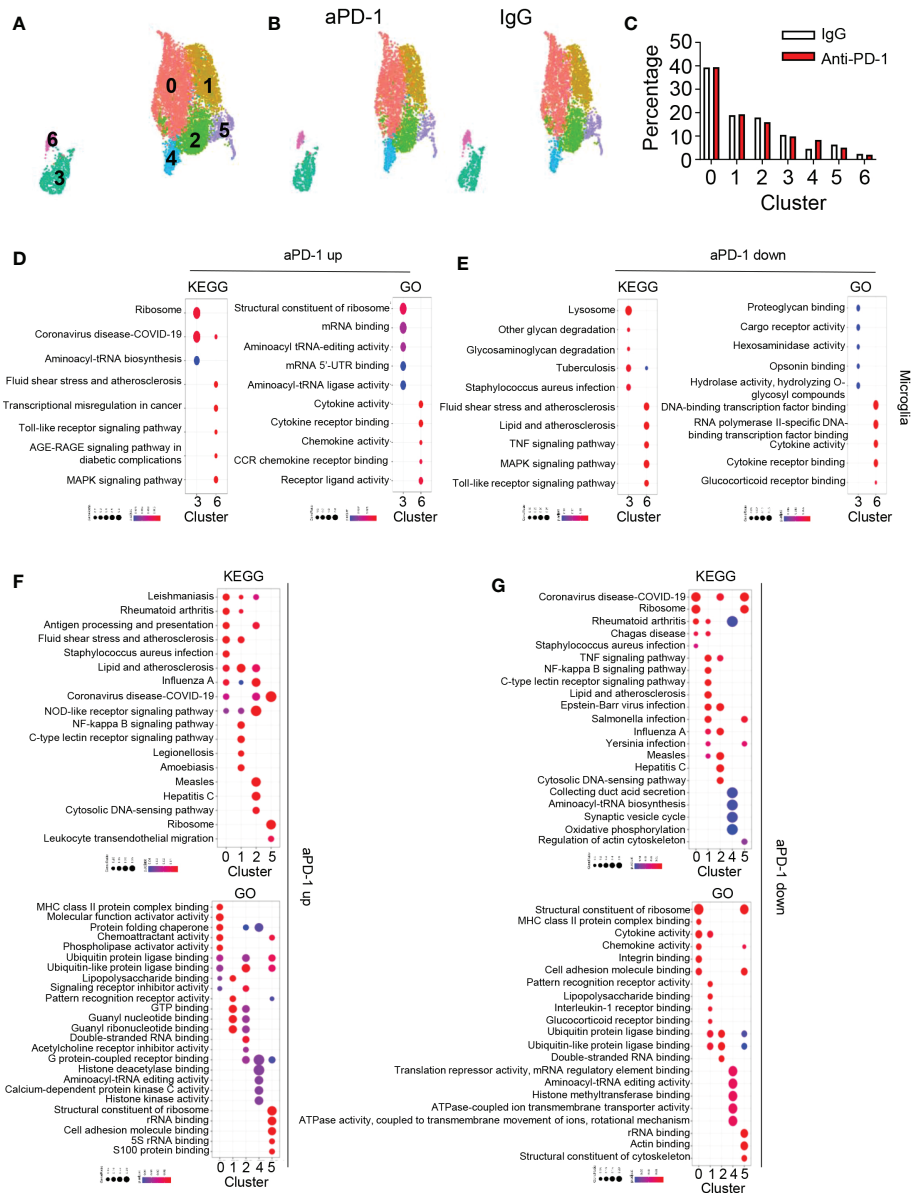 A
0
1
2
3
4
5
6
B
aPD-1
IgG
C
IgG
Anti-PD-1
Percentage
50
40
30
20
10
0
0 1 2 3 4 5 6
Cluster
D
aPD-1 up
KEGG
Ribosome
Coronavirus disease-COVID-19
Aminoacyl-tRNA biosynthesis
Fluid shear stress and atherosclerosis
Transcriptional misregulation in cancer
Toll-like receptor signaling pathway
AGE-RAGE signaling pathway in
diabetic complications
MAPK signaling pathway
3 6
Cluster
GO
Structural constituent of ribosome
mRNA binding
Aminoacyl tRNA-editing activity
mRNA 5'-UTR binding
Aminoacyl-tRNA ligase activity
Cytokine activity
Cytokine receptor binding
Chemokine activity
CCR chemokine receptor binding
Receptor ligand activity
3 6
Cluster
E
aPD-1 down
KEGG
Lysosome
Other glycan degradation
Glycosaminoglycan degradation
Tuberculosis
Staphylococcus aureus infection
Fluid shear stress and atherosclerosis
Lipid and atherosclerosis
TNF signaling pathway
MAPK signaling pathway
Toll-like receptor signaling pathway
3 6
Cluster
GO
Proteoglycan binding
Cargo receptor activity
Hexosaminidase activity
Opsonin binding
Hydrolase activity, hydrolyzing O-
glycosyl compounds
DNA-binding transcription factor binding
RNA polymerase II-specific DNA-
binding transcription factor binding
Cytokine activity
Cytokine receptor binding
Glucocorticoid receptor binding
3 6
Cluster
Microglia
F
KEGG
Leishmaniasis
Rheumatoid arthritis
Antigen processing and presentation
Fluid shear stress and atherosclerosis
Staphylococcus aureus infection
Lipid and atherosclerosis
Influenza A
Coronavirus disease-COVID-19
NOD-like receptor signaling pathway
NF-kappa B signaling pathway
C-type lectin receptor signaling pathway
Legionellosis
Amoebiasis
Measles
Hepatitis C
Cytosolic DNA-sensing pathway
Ribosome
Leukocyte transendothelial migration
0 1 2 5
Cluster
GO
MHC class II protein complex binding
Molecular function activator activity
Protein folding chaperone
Chemoattractant activity
Phospholipase activator activity
Ubiquitin protein ligase binding
Ubiquitin-like protein ligase binding
Lipopolysaccharide binding
Signaling receptor inhibitor activity
Pattern recognition receptor activity
GTP binding
Guanyl nucleotide binding
Guanyl ribonucleotide binding
Double-stranded RNA binding
Acetylcholine receptor inhibitor activity
G protein-coupled receptor binding
Histone deacetylase binding
Aminoacyl-tRNA editing activity
Calcium-dependent protein kinase C activity
Histone kinase activity
Structural constituent of ribosome
rRNA binding
Cell adhesion molecule binding
5S rRNA binding
S100 protein binding
0 1 2 4 5
Cluster
aPD-1 up
G
KEGG
Coronavirus disease-COVID-19
Ribosome
Rheumatoid arthritis
Chagas disease
Staphylococcus aureus infection
TNF signaling pathway
NF-kappa B signaling pathway
C-type lectin receptor signaling pathway
Lipid and atherosclerosis
Epstein-Barr virus infection
Salmonella infection
Influenza A
Yersinia infection
Measles
Hepatitis C
Cytosolic DNA-sensing pathway
Collecting duct acid secretion
Aminoacyl-tRNA biosynthesis
Synaptic vesicle cycle
Oxidative phosphorylation
Regulation of actin cytoskeleton
0 1 2 4 5
Cluster
GO
Structural constituent of ribosome
MHC class II protein complex binding
Cytokine activity
Chemokine activity
Integrin binding
Cell adhesion molecule binding
Pattern recognition receptor activity
Lipopolysaccharide binding
Interleukin-1 receptor binding
Glucocorticoid receptor binding
Ubiquitin protein ligase binding
Ubiquitin-like protein ligase binding
Double-stranded RNA binding
Translation repressor activity, mRNA regulatory element binding
Aminoacyl-tRNA editing activity
Histone methyltransferase binding
ATPase-coupled ion transmembrane transporter activity
ATPase activity, coupled to transmembrane movement of ions, rotational mechanism
rRNA binding
Actin binding
Structural constituent of cytoskeleton
0 1 2 4 5
Cluster
aPD-1 down